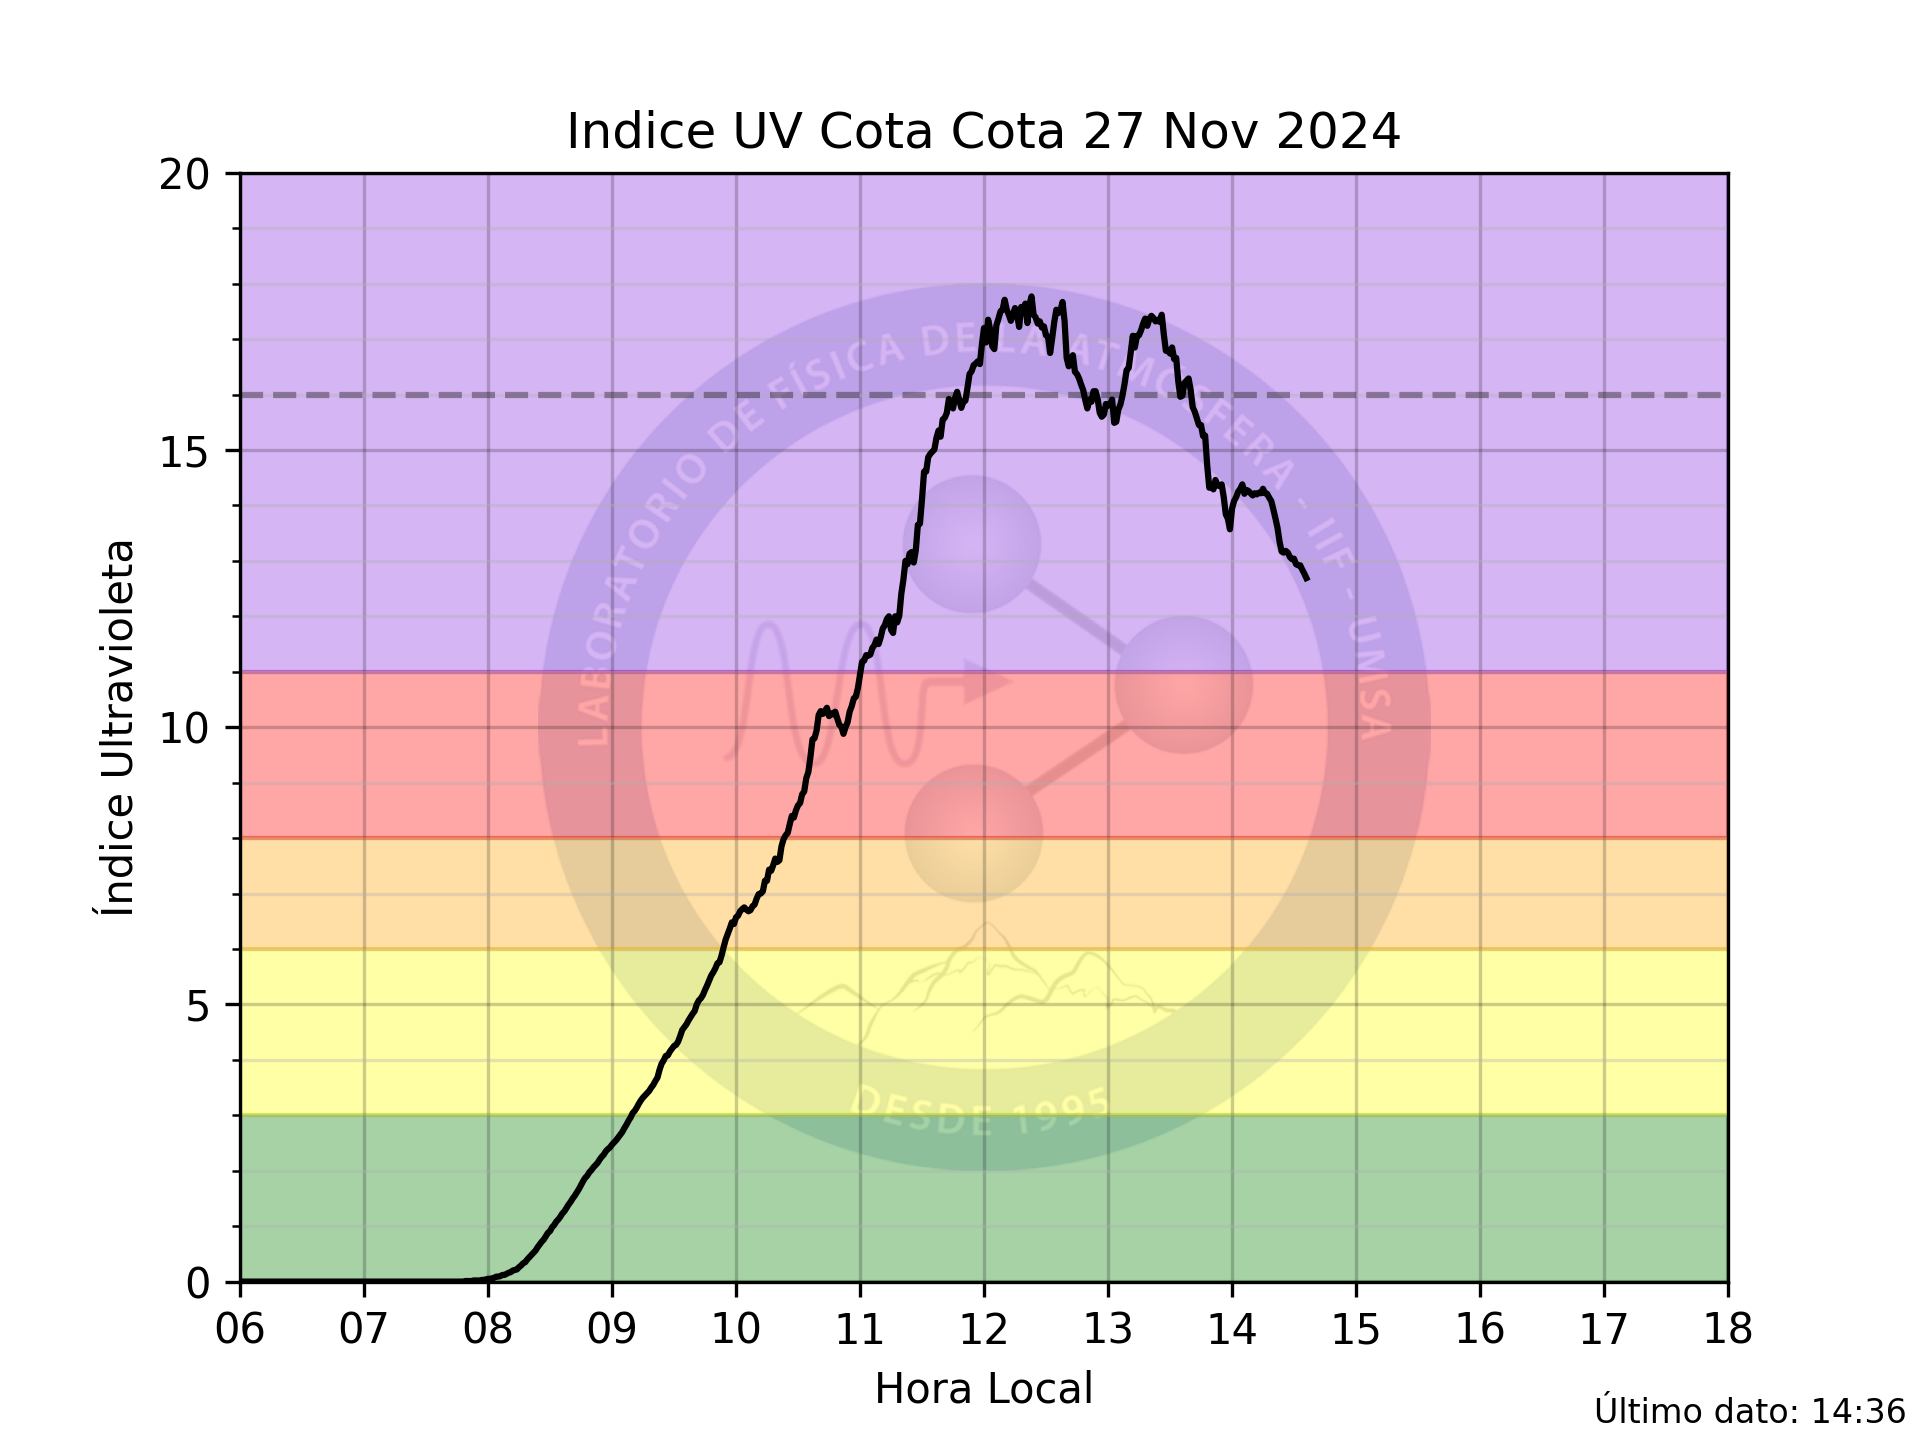 Indice UV Cota Cota 27 Nov 2024
20
15
10
5
0
Índice Ultravioleta
LABORATORIO DE FÍSICA DE LA ATMOSFERA - IIF - UMSA
DESDE 1995
06 07 08 09 10 11 12 13 14 15 16 17 18
Hora Local
Último dato: 14:36